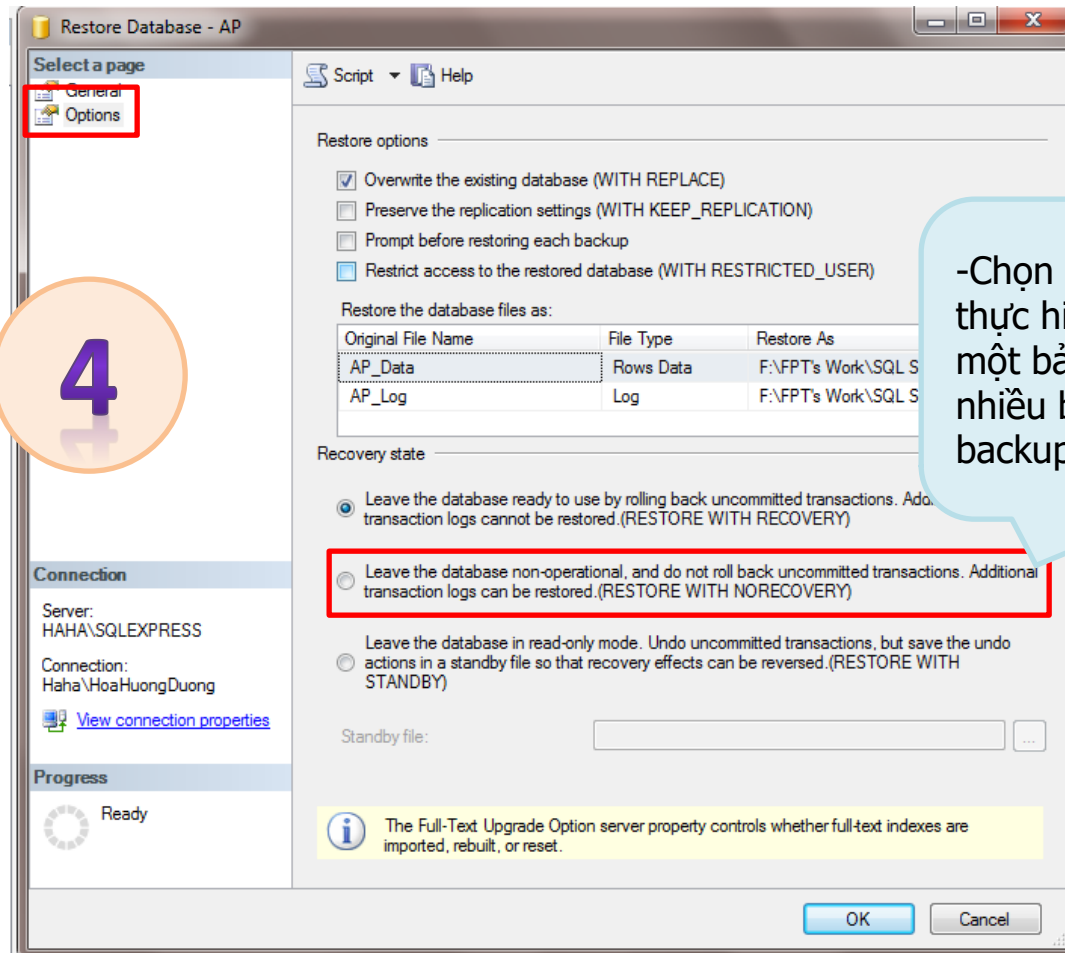 Restore Database - AP
Select a page
General
Options
Script Help
Restore options
Overwrite the existing database (WITH REPLACE)
Preserve the replication settings (WITH KEEP_REPLICATION)
Prompt before restoring each backup
Restrict access to the restored database (WITH RESTRICTED_USER)
Restore the database files as:
Original File Name File Type Restore As
AP_Data Rows Data F:\FPT's Work\SQL S
AP_Log Log F:\FPT's Work\SQL S
-Chọn
thực
một
nhiều
backup
4
Recovery state
Leave the database ready to use by rolling back uncommitted transactions.
transaction logs cannot be restored.(RESTORE WITH RECOVERY)
Leave the database non-operational, and do not roll back uncommitted transactions. Additional
transaction logs can be restored.(RESTORE WITH NORECOVERY)
Leave the database in read-only mode. Undo uncommitted transactions, but save the undo
actions in a standby file so that recovery effects can be reversed.(RESTORE WITH
STANDBY)
Standby file:
...
Connection
Server:
HAHA\SQLEXPRESS
Connection:
Haha\HoaHuongDuong
View connection properties
Progress
Ready
The Full-Text Upgrade Option server property controls whether full-text indexes are
imported, rebuilt, or reset.
OK Cancel